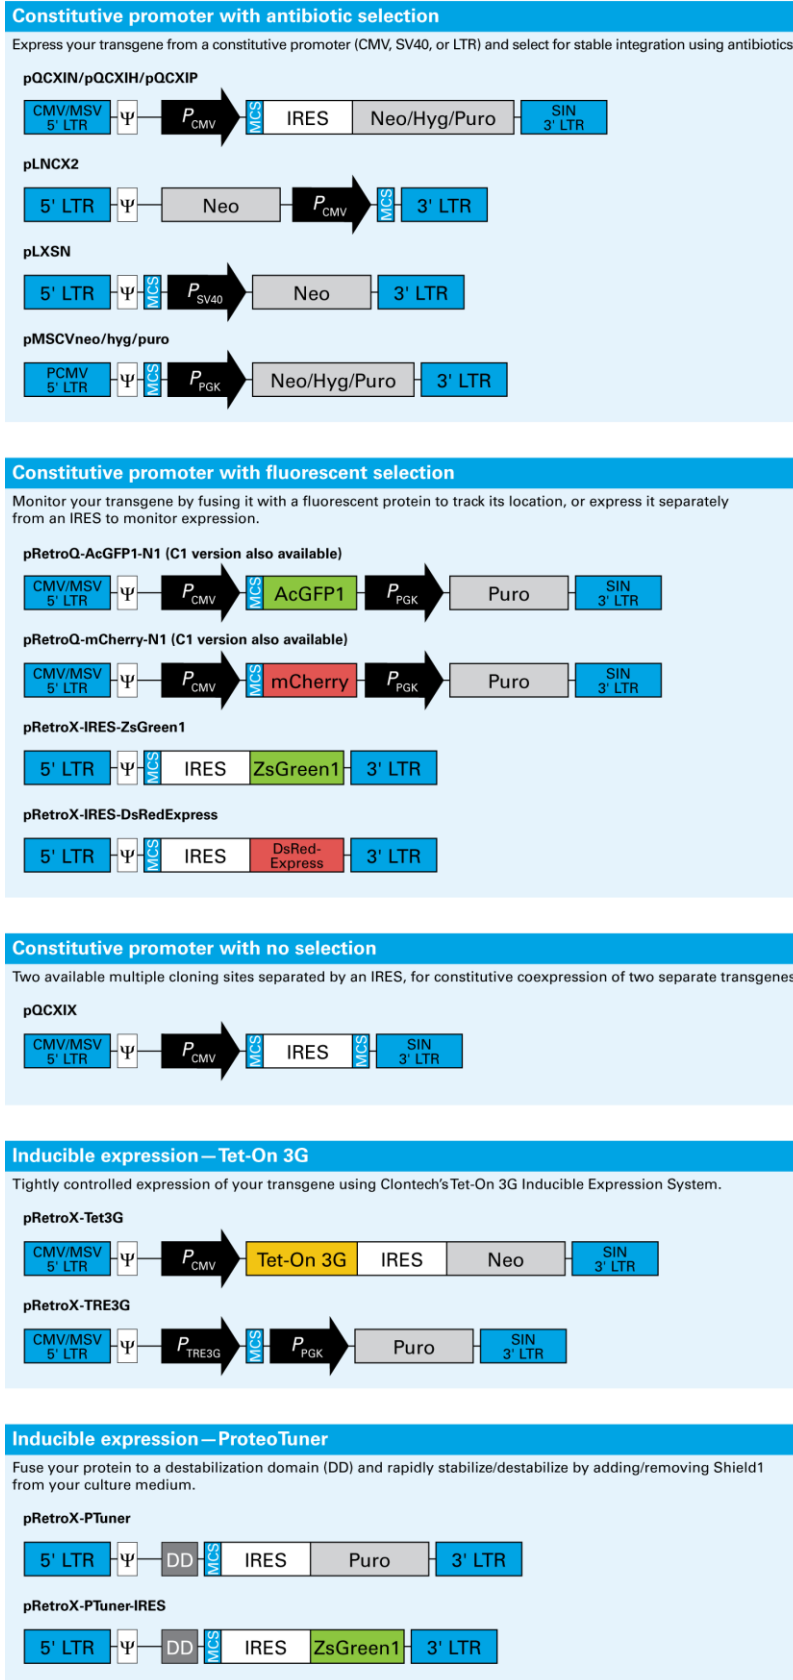 Constitutive promoter with antibiotic selection
Express your transgene from a constitutive promoter (CMV, SV40, or LTR) and select for stable integration using antibiotics
pQCXIN/pQCXIH/pQCXIP
CMV/MSV 5' LTR Ψ PCMV MCS IRES Neo/Hyg/Puro SIN 3' LTR
pLNCX2
5' LTR Ψ Neo PCMV MCS 3' LTR
pLXSN
5' LTR Ψ MCS PSV40 Neo 3' LTR
pMSCVneo/hyg/puro
PCMV 5' LTR Ψ MCS PPGK Neo/Hyg/Puro 3' LTR
Constitutive promoter with fluorescent selection
Monitor your transgene by fusing it with a fluorescent protein to track its location, or express it separately
from an IRES to monitor expression.
pRetroQ-AcGFP1-N1 (C1 version also available)
CMV/MSV 5' LTR Ψ PCMV MCS AcGFP1 PPGK Puro SIN 3' LTR
pRetroQ-mCherry-N1 (C1 version also available)
CMV/MSV 5' LTR Ψ PCMV MCS mCherry PPGK Puro SIN 3' LTR
pRetroX-IRES-ZsGreen1
5' LTR Ψ MCS IRES ZsGreen1 3' LTR
pRetroX-IRES-DsRedExpress
5' LTR Ψ MCS IRES DsRed-Express 3' LTR
Constitutive promoter with no selection
Two available multiple cloning sites separated by an IRES, for constitutive coexpression of two separate transgenes
pQCXIX
CMV/MSV 5' LTR Ψ PCMV MCS IRES MCS SIN 3' LTR
Inducible expression—Tet-On 3G
Tightly controlled expression of your transgene using Clontech's Tet-On 3G Inducible Expression System.
pRetroX-Tet3G
CMV/MSV 5' LTR Ψ PCMV Tet-On 3G IRES Neo SIN 3' LTR
pRetroX-TRE3G
CMV/MSV 5' LTR Ψ PTRE3G MCS PPGK Puro SIN 3' LTR
Inducible expression—ProteoTuner
Fuse your protein to a destabilization domain (DD) and rapidly stabilize/destabilize by adding/removing Shield1
from your culture medium.
pRetroX-PTuner
5' LTR Ψ DD MCS IRES Puro 3' LTR
pRetroX-PTuner-IRES
5' LTR Ψ DD MCS IRES ZsGreen1 3' LTR